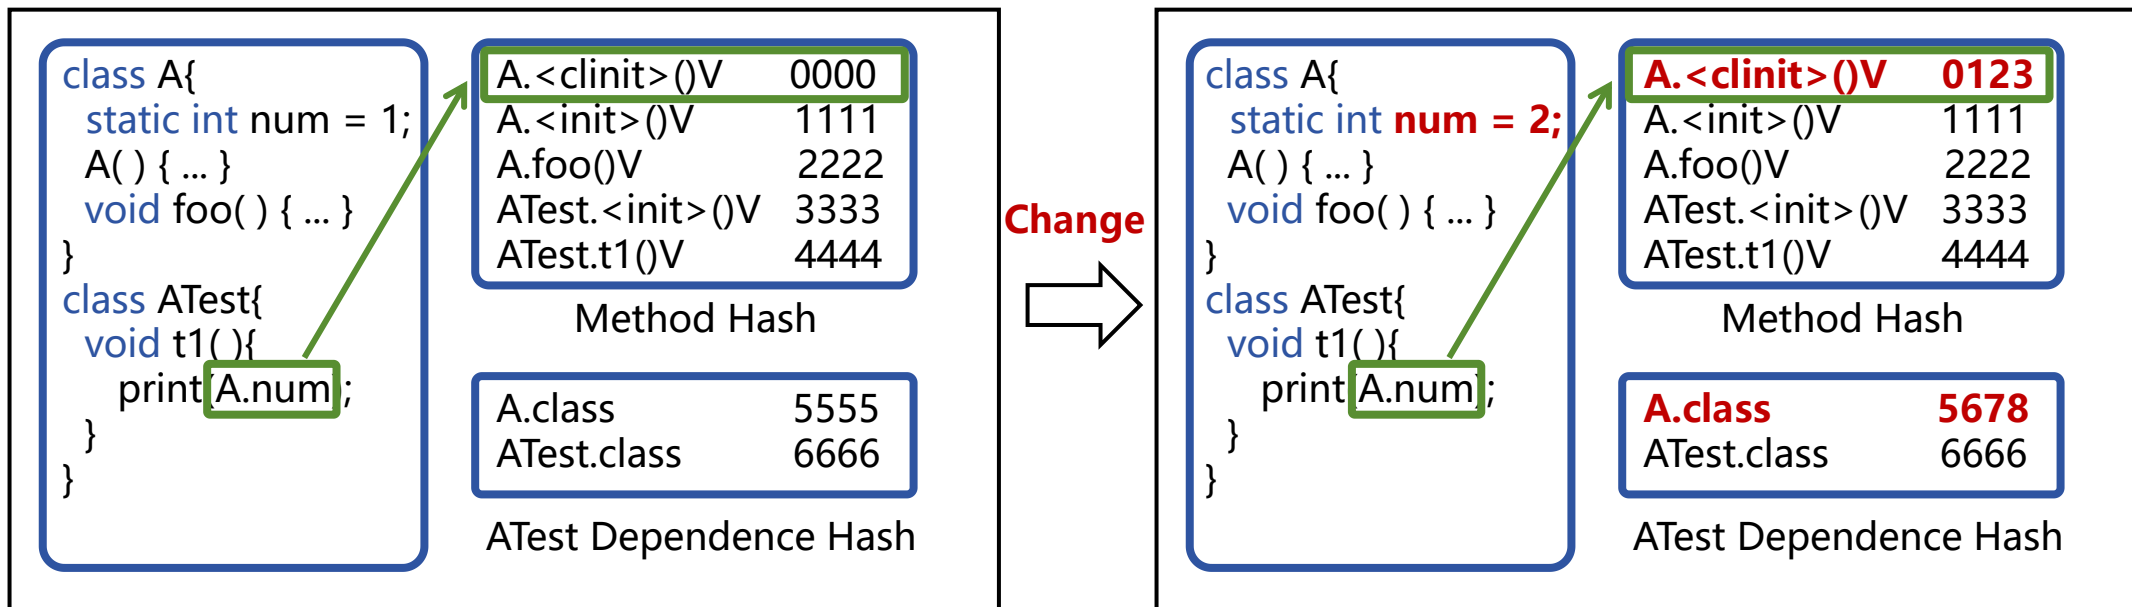 class A{
static int num = 1;
A( ) { ... }
void foo( ) { ... }
}
class ATest{
void t1( ){
print(A.num);
}
}
A.<clinit>()V 0000
A.<init>()V 1111
A.foo()V 2222
ATest.<init>()V 3333
ATest.t1()V 4444
Method Hash
A.class 5555
ATest.class 6666
ATest Dependence Hash
Change
class A{
static int num = 2;
A( ) { ... }
void foo( ) { ... }
}
class ATest{
void t1( ){
print(A.num);
}
}
A.<clinit>()V 0123
A.<init>()V 1111
A.foo()V 2222
ATest.<init>()V 3333
ATest.t1()V 4444
Method Hash
A.class 5678
ATest.class 6666
ATest Dependence Hash